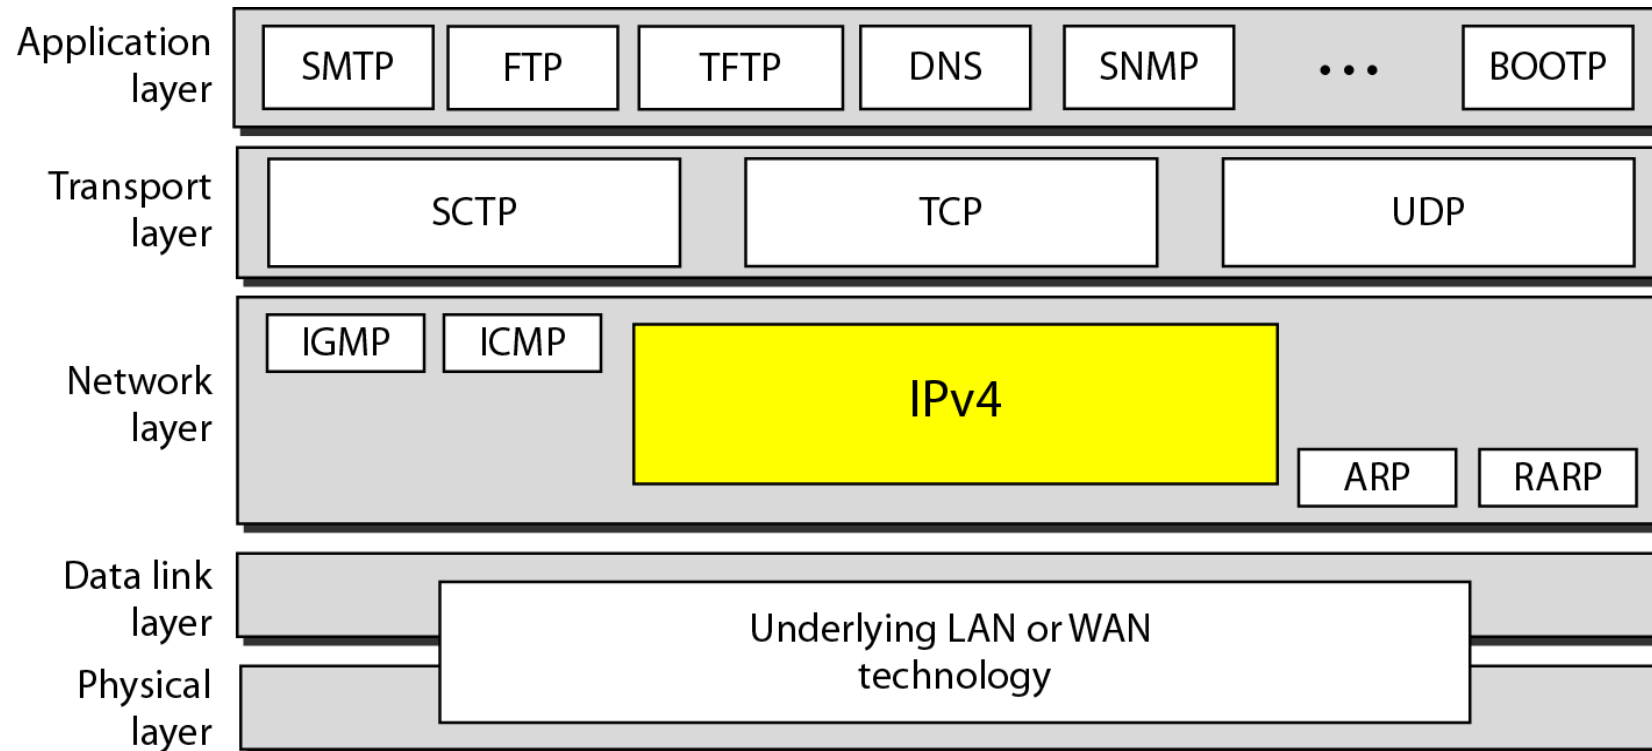 Application
layer
SMTP
FTP
TFTP
DNS
SNMP
•••
BOOTP
Transport
layer
SCTP
TCP
UDP
Network
layer
IGMP
ICMP
IPv4
ARP
RARP
Data link
layer
Underlying LAN or WAN
technology
Physical
layer